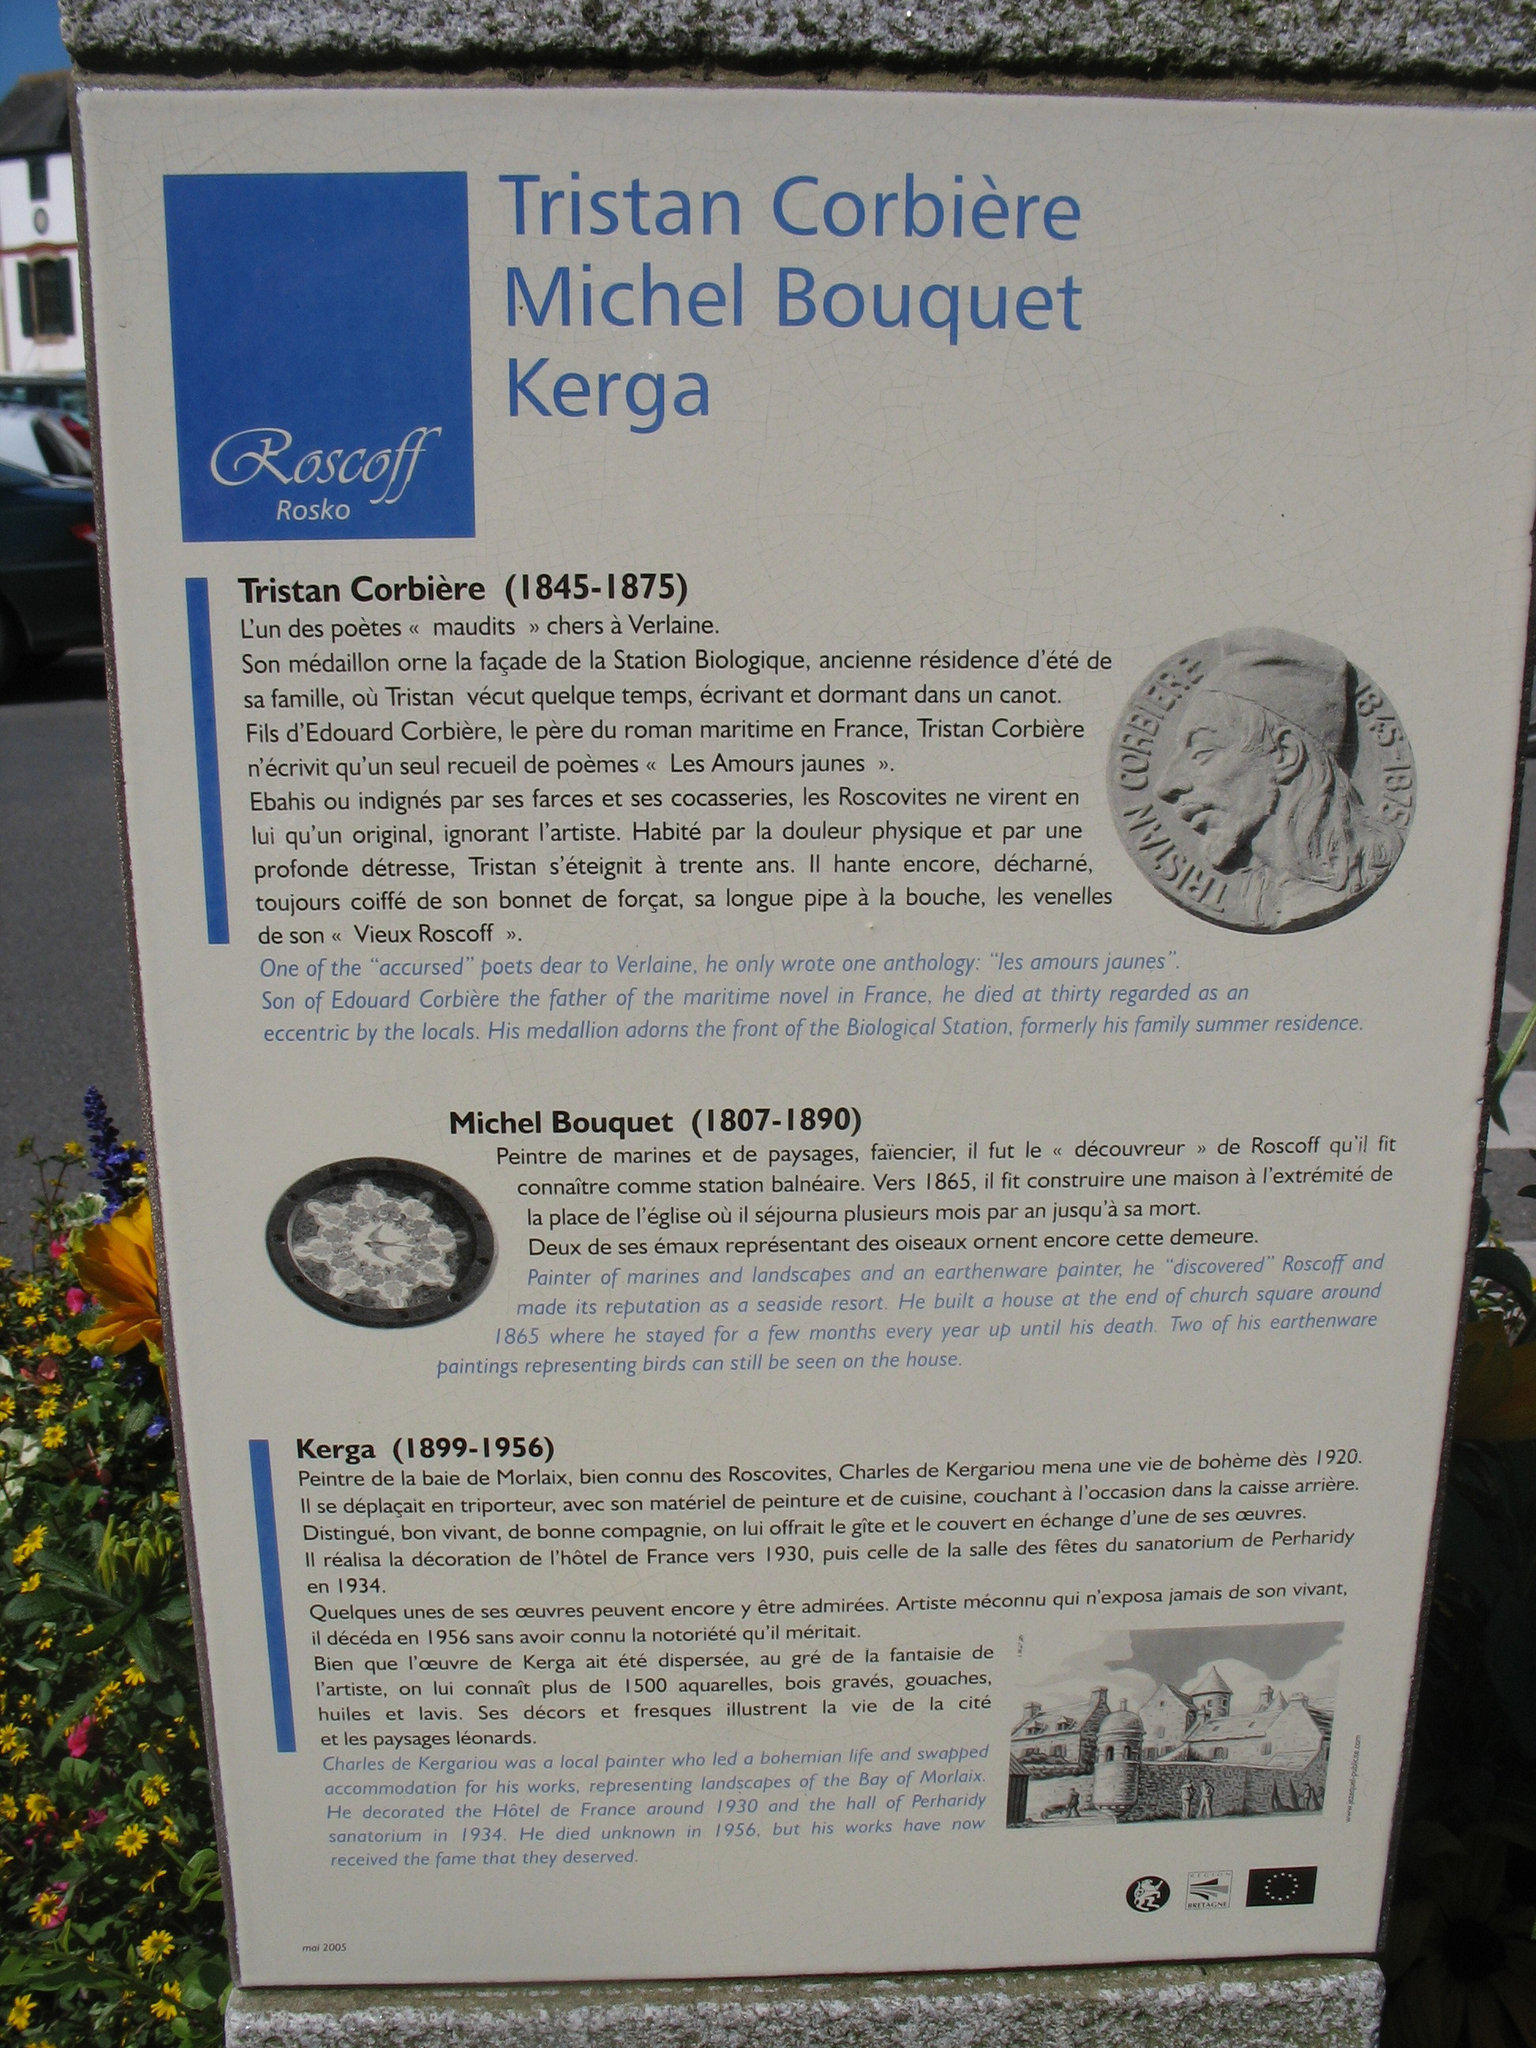 Tristan Corbière
Michel Bouquet
Kerga
Roscoff
Rosko
Tristan Corbière (1845-1875)
L'un des poètes « maudits » chers à Verlaine.
Son médaillon orne la façade de la Station Biologique, ancienne résidence d'été de
sa famille, où Tristan vécut quelque temps, écrivant et dormant dans un canot.
Fils d'Edouard Corbière, le père du roman maritime en France, Tristan Corbière
n'écrivit qu'un seul recueil de poèmes « Les Amours jaunes ».
Ebahis ou indignés par ses farces et ses cocasseries, les Roscovites ne virent en
lui qu'un original, ignorant l'artiste. Habité par la douleur physique et par une
profonde détresse, Tristan s'éteignit à trente ans. Il hante encore, décharné,
toujours coiffé de son bonnet de forçat, sa longue pipe à la bouche, les venelles
de son « Vieux Roscoff ».
TRISTAN CORBIERE 1845-1875
One of the "accursed" poets dear to Verlaine, he only wrote one anthology: "les amours jaunes".
Son of Edouard Corbière the father of the maritime novel in France, he died at thirty regarded as an
eccentric by the locals. His medallion adorns the front of the Biological Station, formerly his family summer residence.
Michel Bouquet (1807-1890)
Peintre de marines et de paysages, faïencier, il fut le « découvreur » de Roscoff qu'il fit
connaître comme station balnéaire. Vers 1865, il fit construire une maison à l'extrémité de
la place de l'église où il séjourna plusieurs mois par an jusqu'à sa mort.
Deux de ses émaux représentant des oiseaux ornent encore cette demeure.
Painter of marines and landscapes and an earthenware painter, he "discovered" Roscoff and
made its reputation as a seaside resort. He built a house at the end of church square around
1865 where he stayed for a few months every year up until his death. Two of his earthenware
paintings representing birds can still be seen on the house.
Kerga (1899-1956)
Peintre de la baie de Morlaix, bien connu des Roscovites, Charles de Kergariou mena une vie de bohème dès 1920.
Il se déplaçait en triporteur, avec son matériel de peinture et de cuisine, couchant à l'occasion dans la caisse arrière.
Distingué, bon vivant, de bonne compagnie, on lui offrait le gîte et le couvert en échange d'une de ses œuvres.
Il réalisa la décoration de l'hôtel de France vers 1930, puis celle de la salle des fêtes du sanatorium de Perharidy
en 1934.
Quelques unes de ses œuvres peuvent encore y être admirées. Artiste méconnu qui n'exposa jamais de son vivant,
il décéda en 1956 sans avoir connu la notoriété qu'il méritait.
Bien que l'œuvre de Kerga ait été dispersée, au gré de la fantaisie de
l'artiste, on lui connaît plus de 1500 aquarelles, bois gravés, gouaches,
huiles et lavis. Ses décors et fresques illustrent la vie de la cité
et les paysages léonards.
Charles de Kergariou was a local painter who led a bohemian life and swapped
accommodation for his works, representing landscapes of the Bay of Morlaix.
He decorated the Hôtel de France around 1930 and the hall of Perharidy
sanatorium in 1934. He died unknown in 1956, but his works have now
received the fame that they deserved.
REGION
BRETAGNE
mai 2005